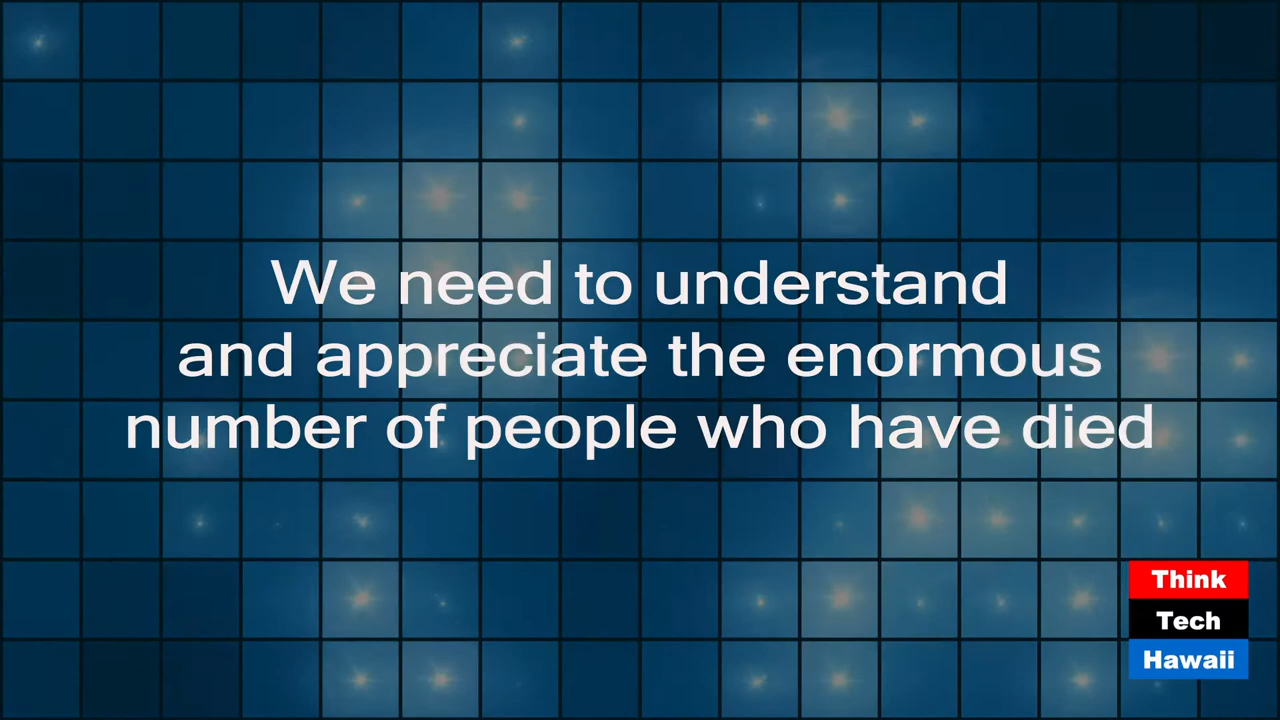 We need to understand
and appreciate the enormous
number of people who have died
Think
Tech
Hawaii